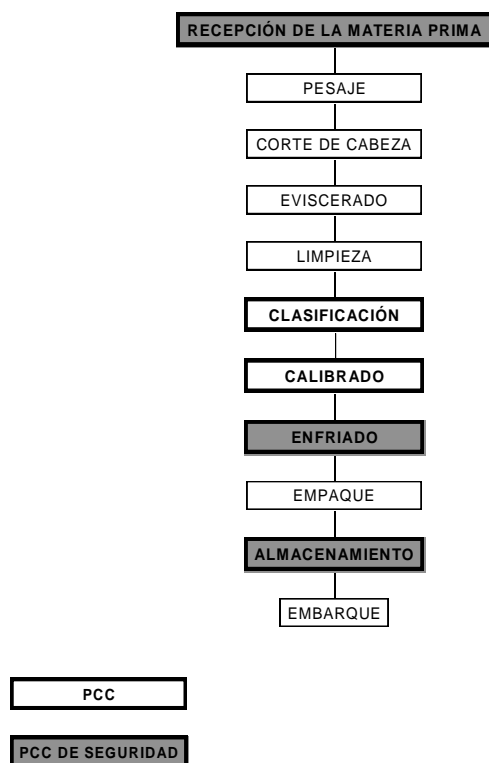 RECEPCIÓN DE LA MATERIA PRIMA
PESAJE
CORTE DE CABEZA
EVISCERADO
LIMPIEZA
CLASIFICACIÓN
CALIBRADO
ENFRIADO
EMPAQUE
ALMACENAMIENTO
EMBARQUE
PCC
PCC DE SEGURIDAD